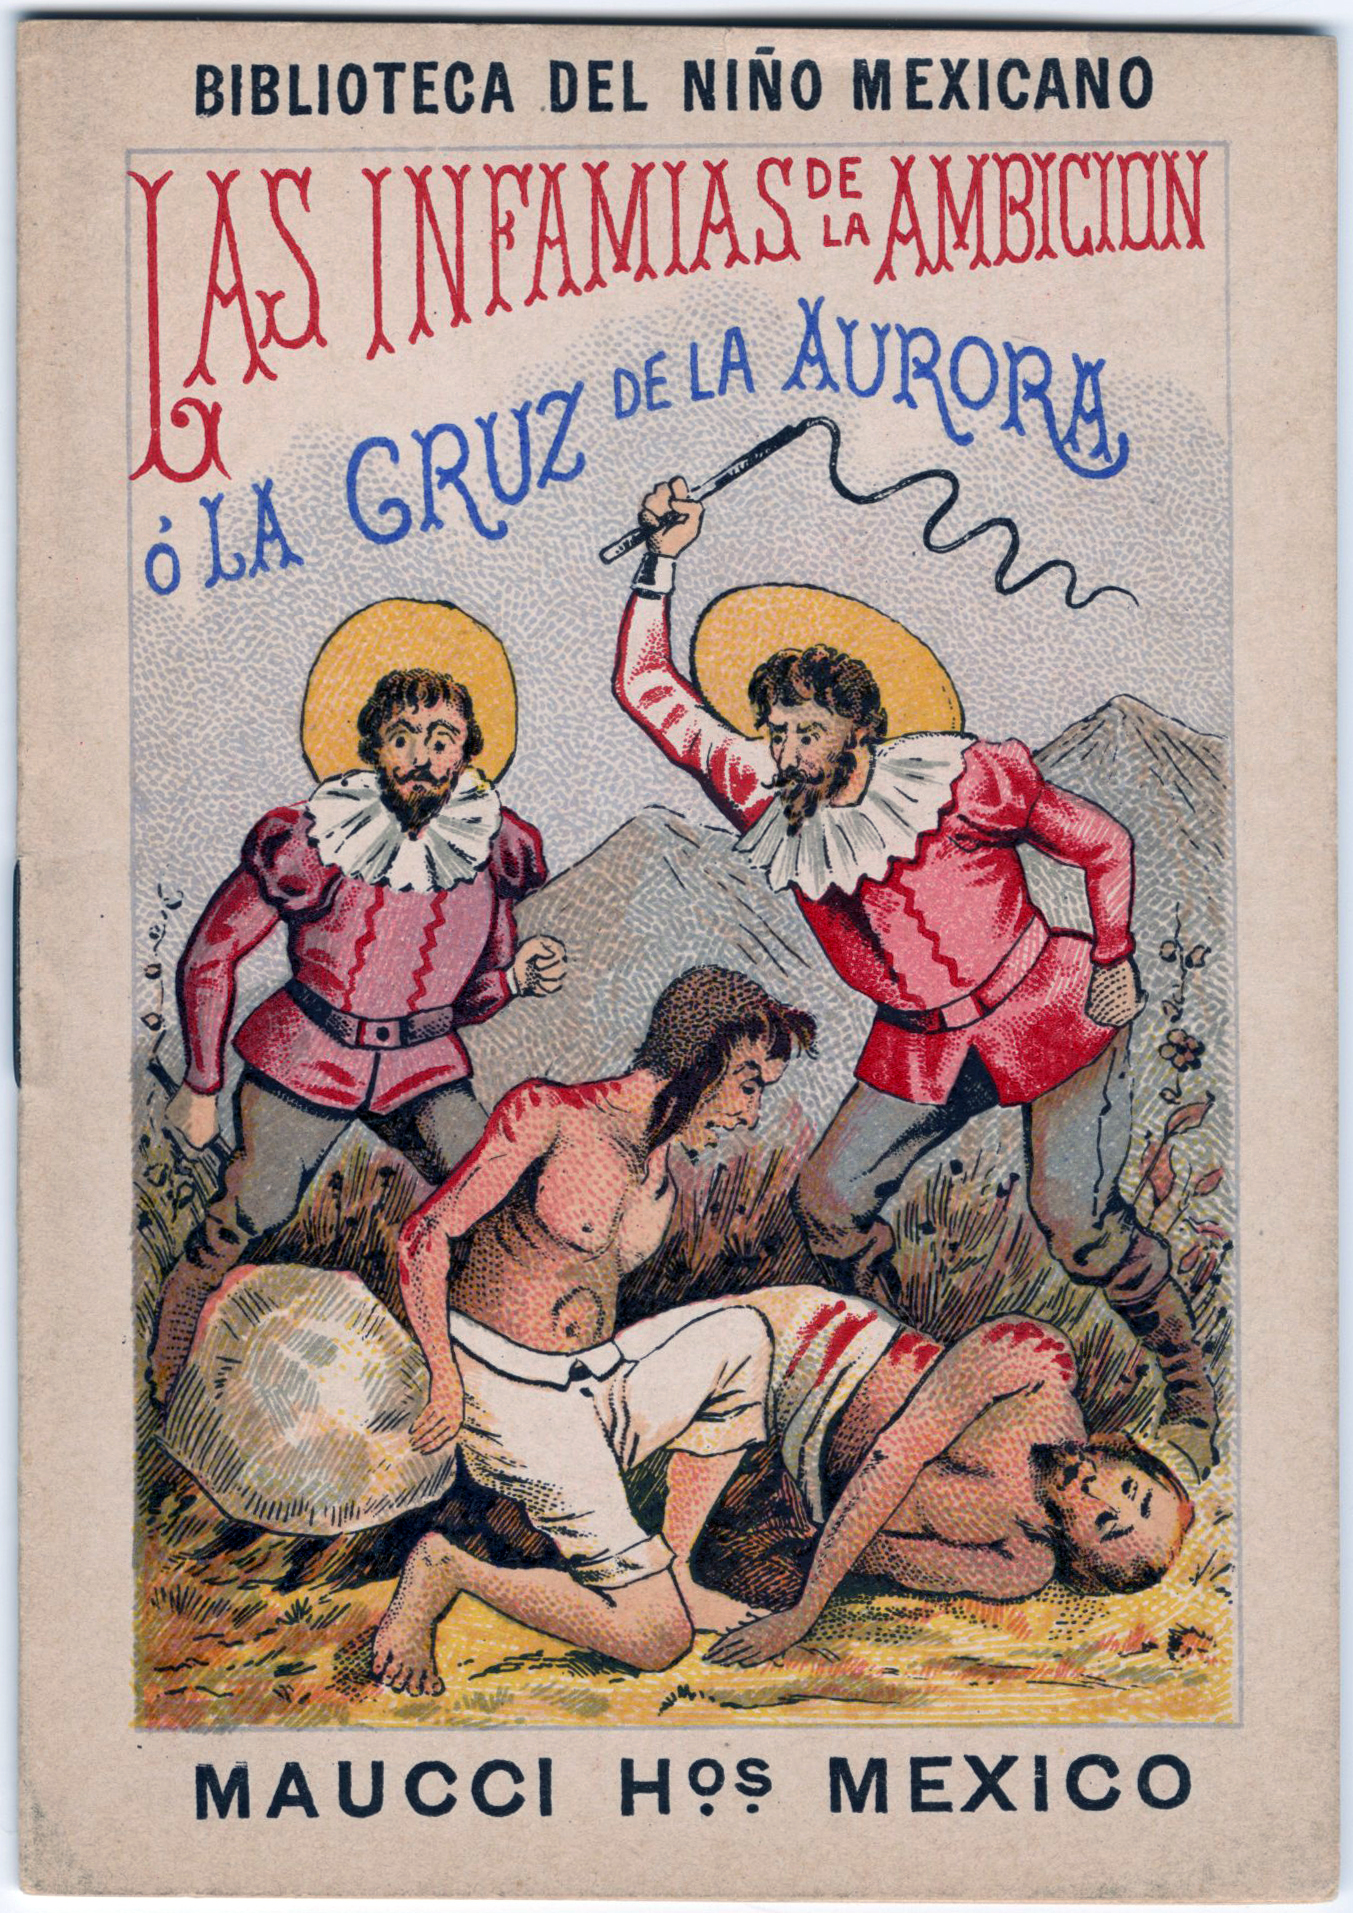 BIBLIOTECA DEL NIÑO MEXICANO
LAS INFAMIAS DE LA AMBICION
Ó LA CRUZ DE LA AURORA
MAUCCI Hos. MEXICO